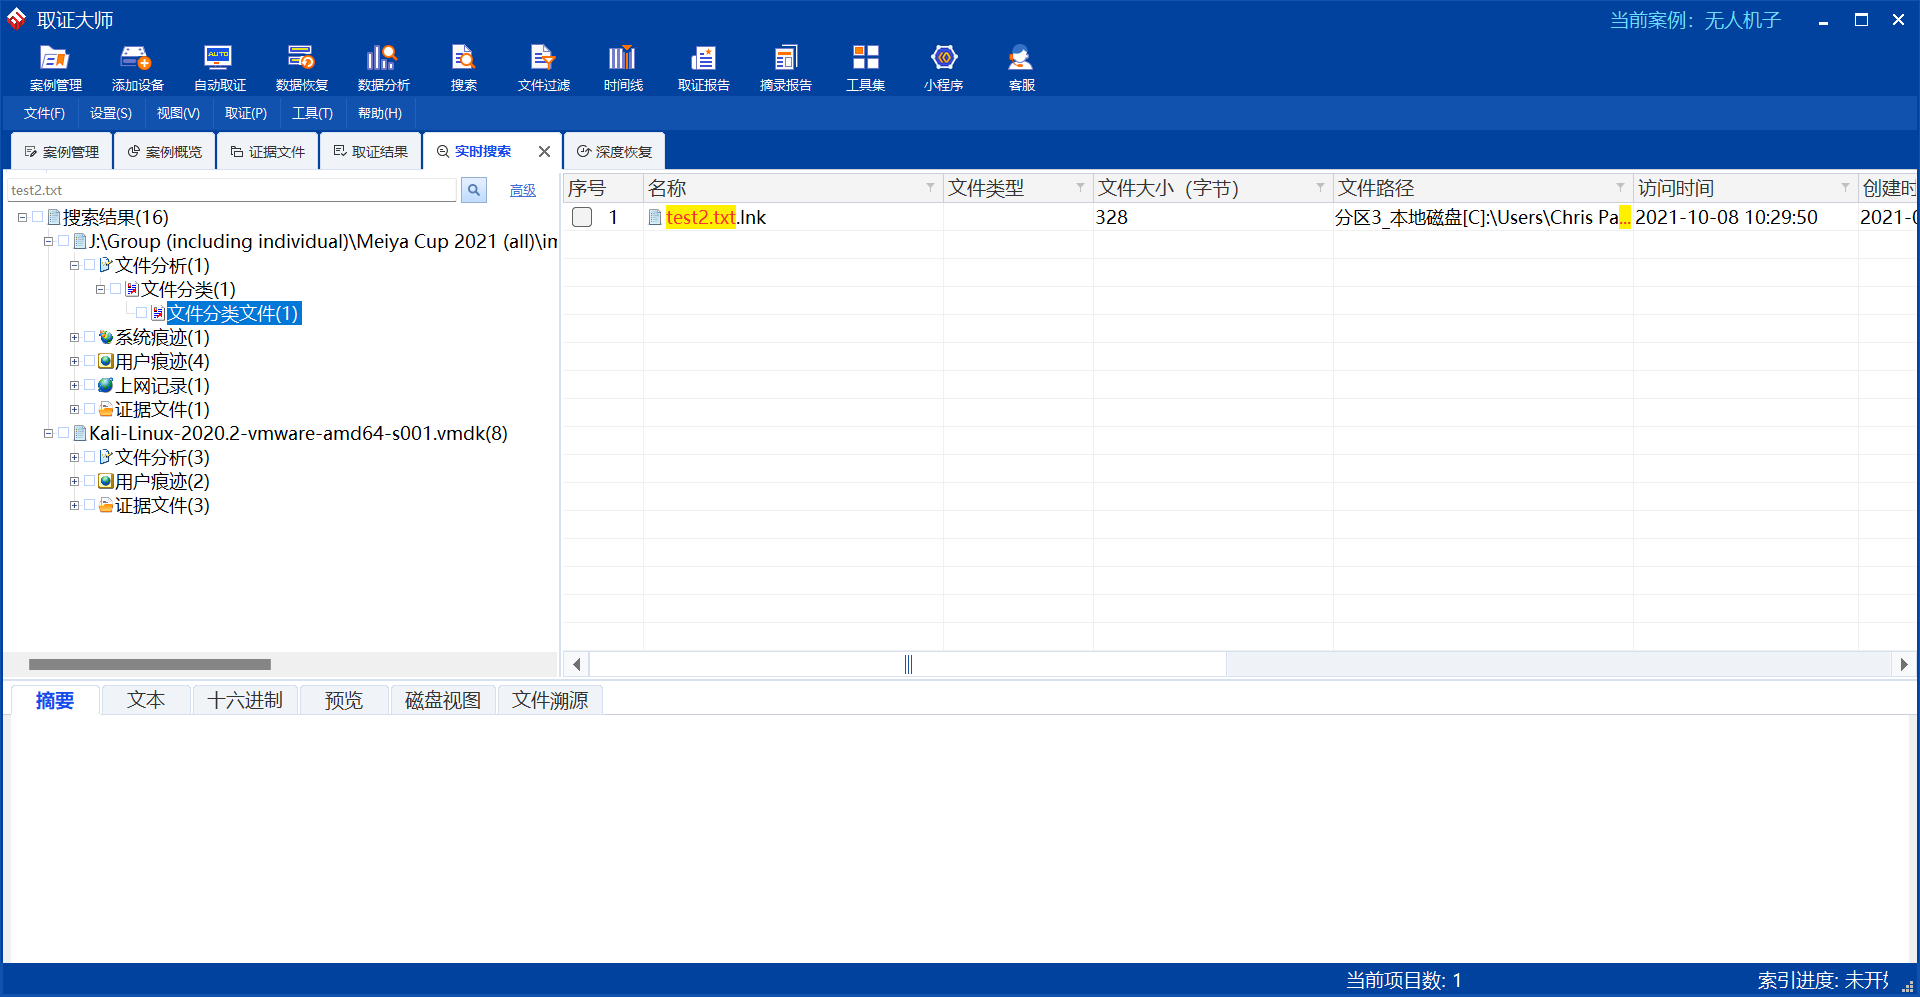 取证大师
当前案例: 无人机子
案例管理 添加设备 自动取证 数据恢复 数据分析 搜索 文件过滤 时间线 取证报告 摘录报告 工具集 小程序 客服
文件(F) 设置(S) 视图(V) 取证(P) 工具(T) 帮助(H)
案例管理 案例概览 证据文件 取证结果 实时搜索 深度恢复
test2.txt 高级
序号 名称 文件类型 文件大小（字节） 文件路径 访问时间 创建时
1 test2.txt.lnk 328 分区3_本地磁盘[C]:\Users\Chris Pa... 2021-10-08 10:29:50 2021-0
搜索结果(16)
J:\Group (including individual)\Meiya Cup 2021 (all)\im
文件分析(1)
文件分类(1)
文件分类文件(1)
系统痕迹(1)
用户痕迹(4)
上网记录(1)
证据文件(1)
Kali-Linux-2020.2-vmware-amd64-s001.vmdk(8)
文件分析(3)
用户痕迹(2)
证据文件(3)
摘要 文本 十六进制 预览 磁盘视图 文件溯源
当前项目数: 1
索引进度: 未开